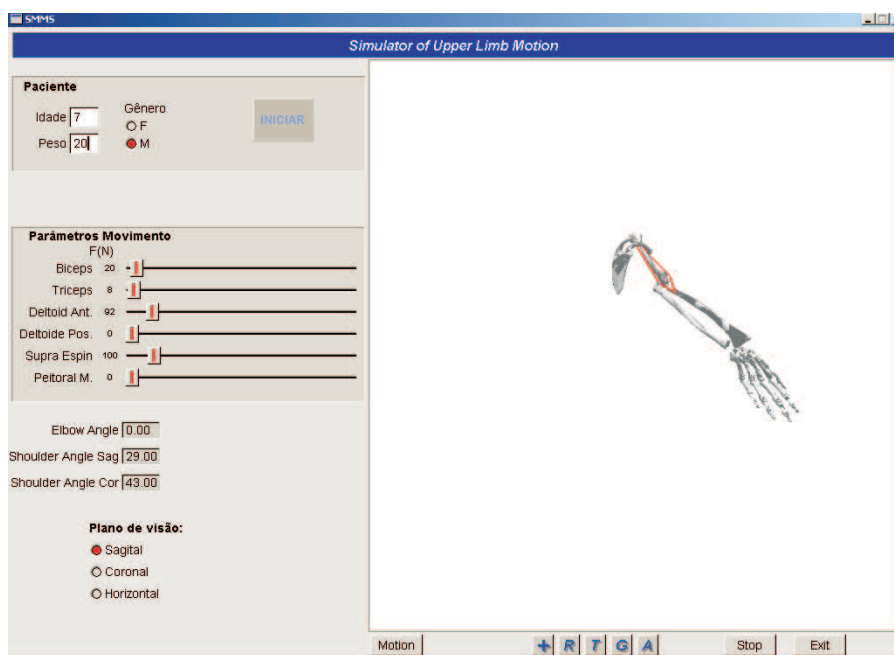 SMMS
Simulator of Upper Limb Motion
Paciente
Idade 7
Peso 20
Gênero
F
M
INICIAR
Parâmetros Movimento
F(N)
Biceps 20
Triceps 8
Deltoid Ant. 92
Deltoide Pos. 0
Supra Espin 100
Peitoral M. 0
Elbow Angle 0.00
Shoulder Angle Sag 29.00
Shoulder Angle Cor 43.00
Plano de visão:
Sagital
Coronal
Horizontal
Motion + R T G A Stop Exit